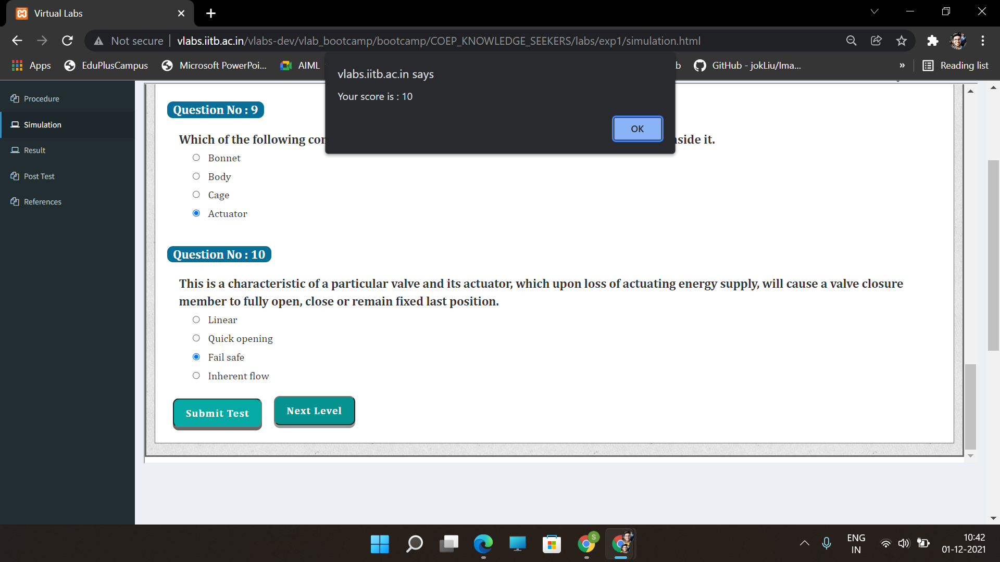 Virtual Labs
Not secure
vlabs.iitb.ac.in/vlabs-dev/vlab_bootcamp/bootcamp/COEP_KNOWLEDGE_SEEKERS/labs/exp1/simulation.html
Apps
EduPlusCampus
Microsoft PowerPoi...
AIML
b
GitHub - jokLiu/Ima...
»
Reading list
vlabs.iitb.ac.in says
Your score is : 10
OK
Procedure
Simulation
Result
Post Test
References
Question No : 9
Which of the following
side it.
Bonnet
Body
Cage
Actuator
Question No : 10
This is a characteristic of a particular valve and its actuator, which upon loss of actuating energy supply, will cause a valve closure
member to fully open, close or remain fixed last position.
Linear
Quick opening
Fail safe
Inherent flow
Submit Test
Next Level
S
ENG
IN
10:42
01-12-2021